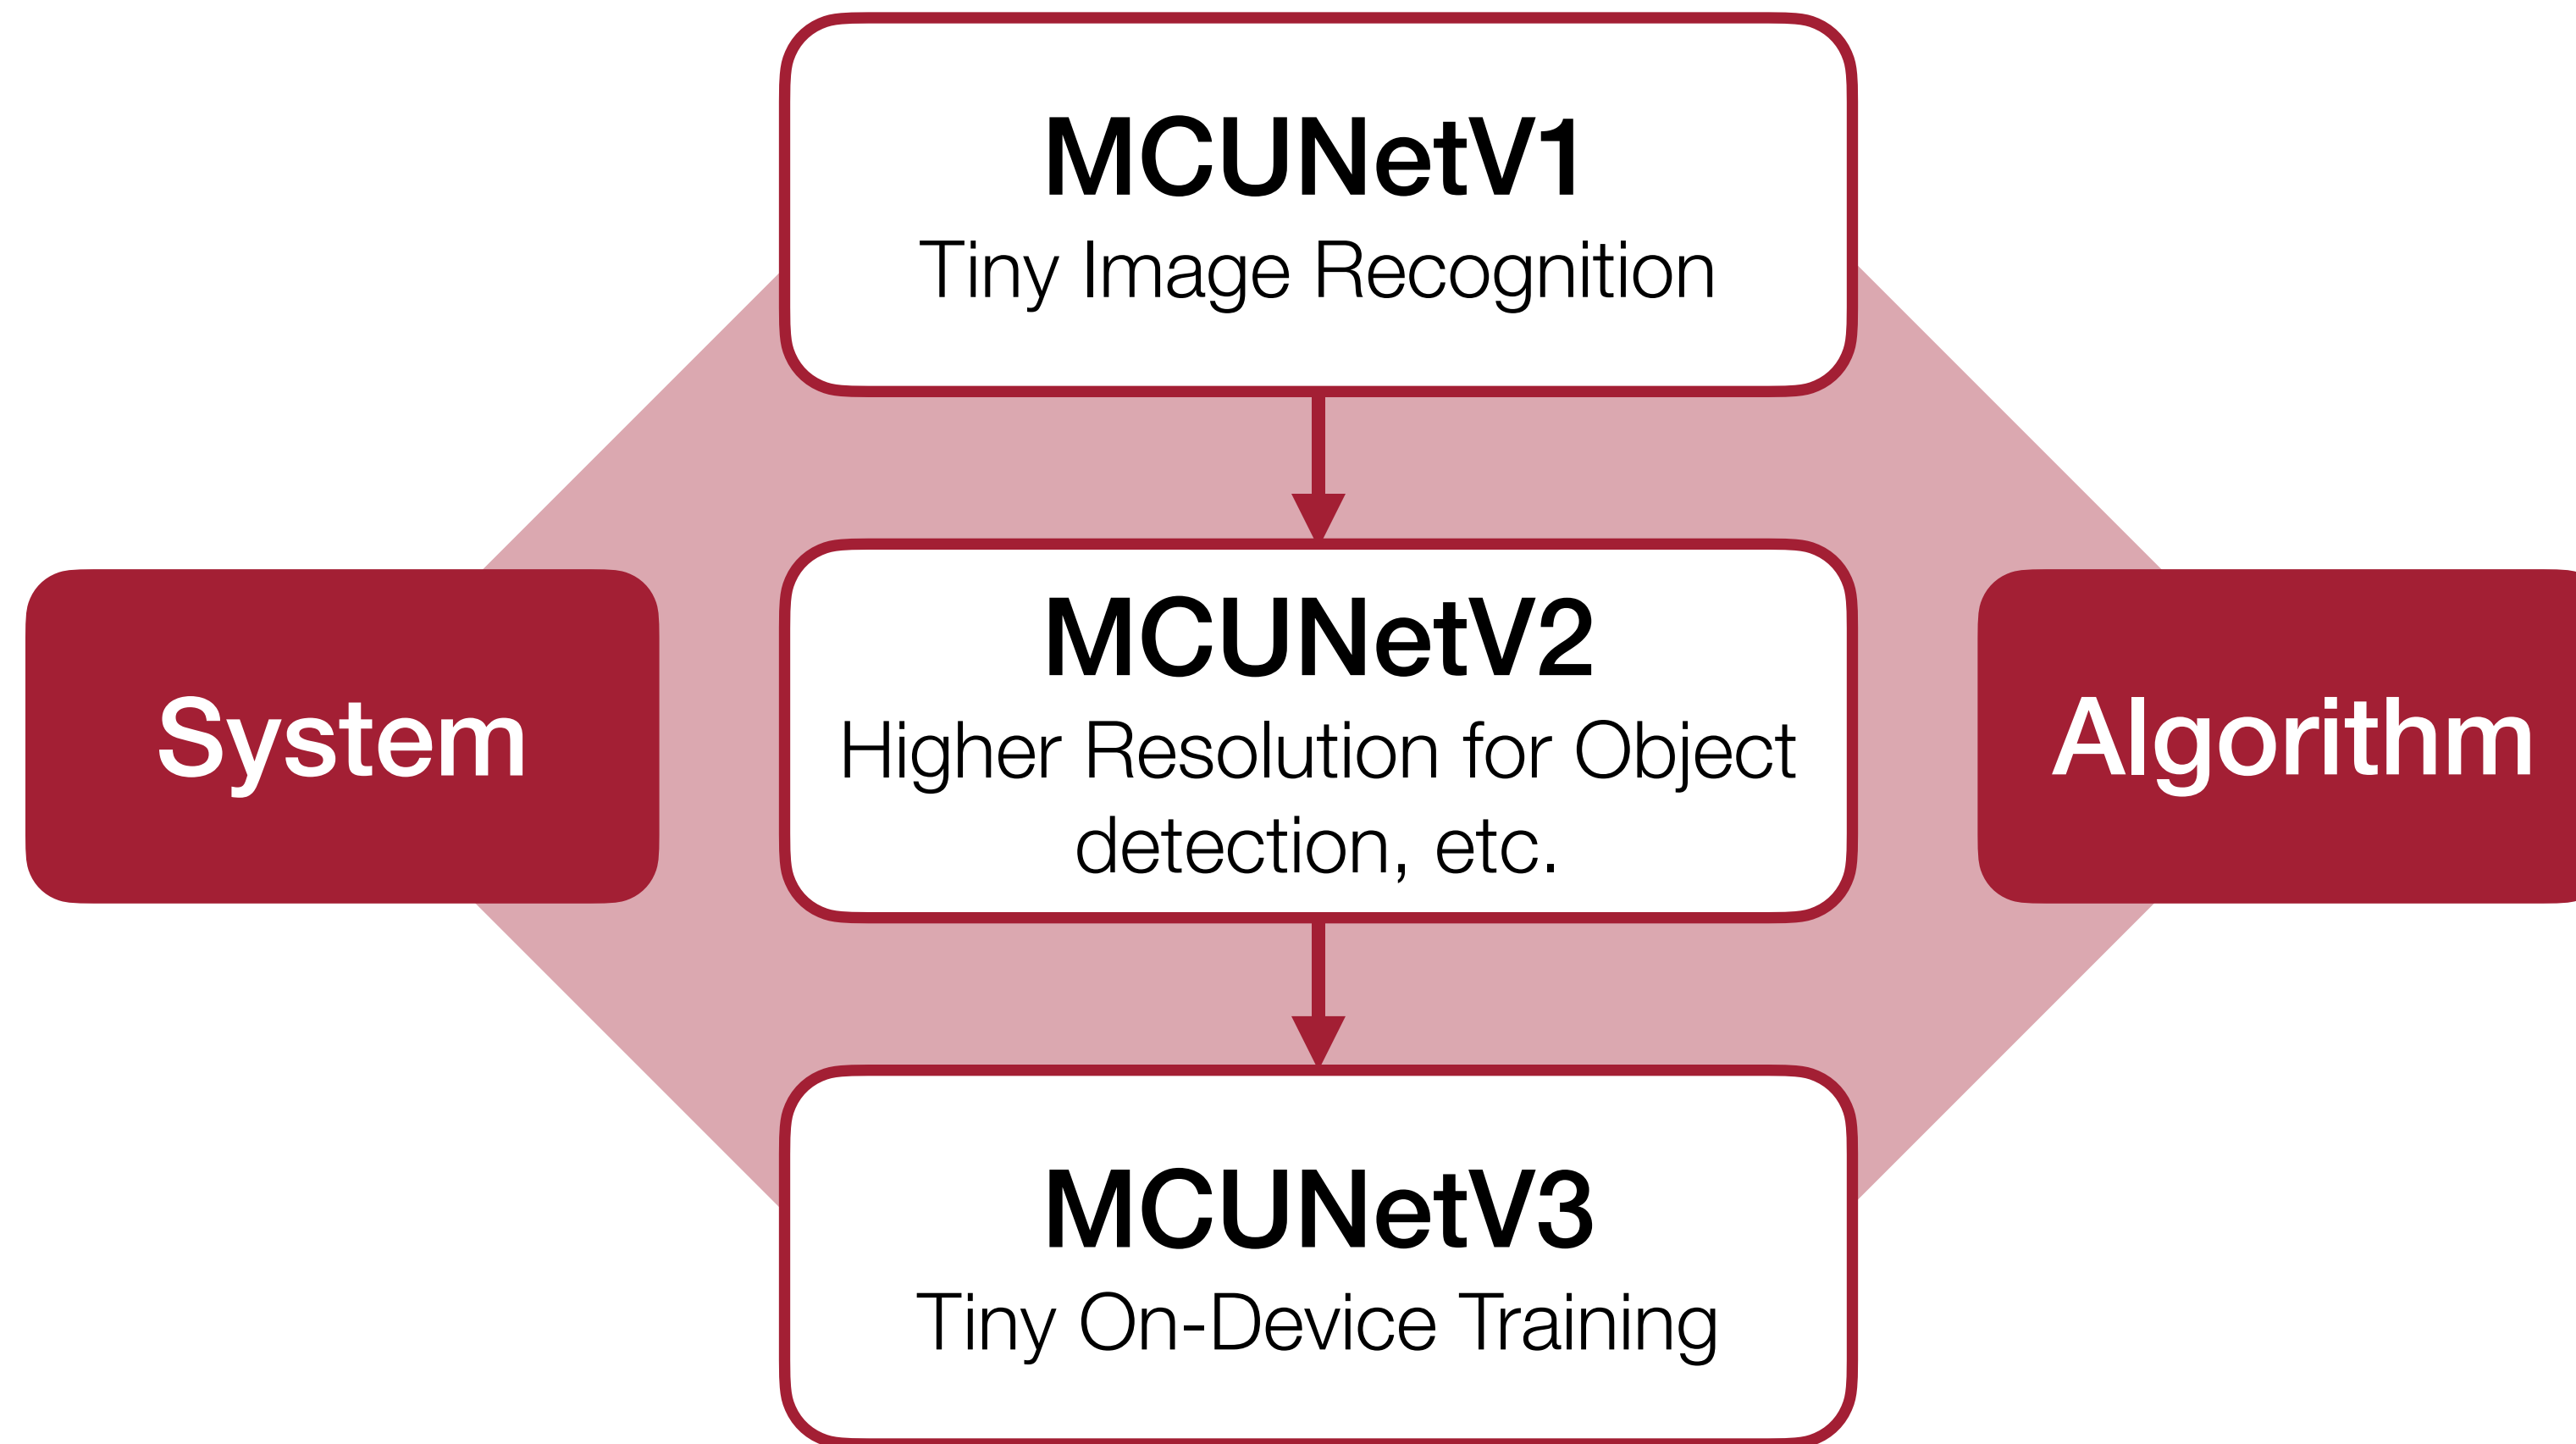 MCUNetV1
Tiny Image Recognition
System
MCUNetV2
Higher Resolution for Object
detection, etc.
Algorithm
MCUNetV3
Tiny On-Device Training